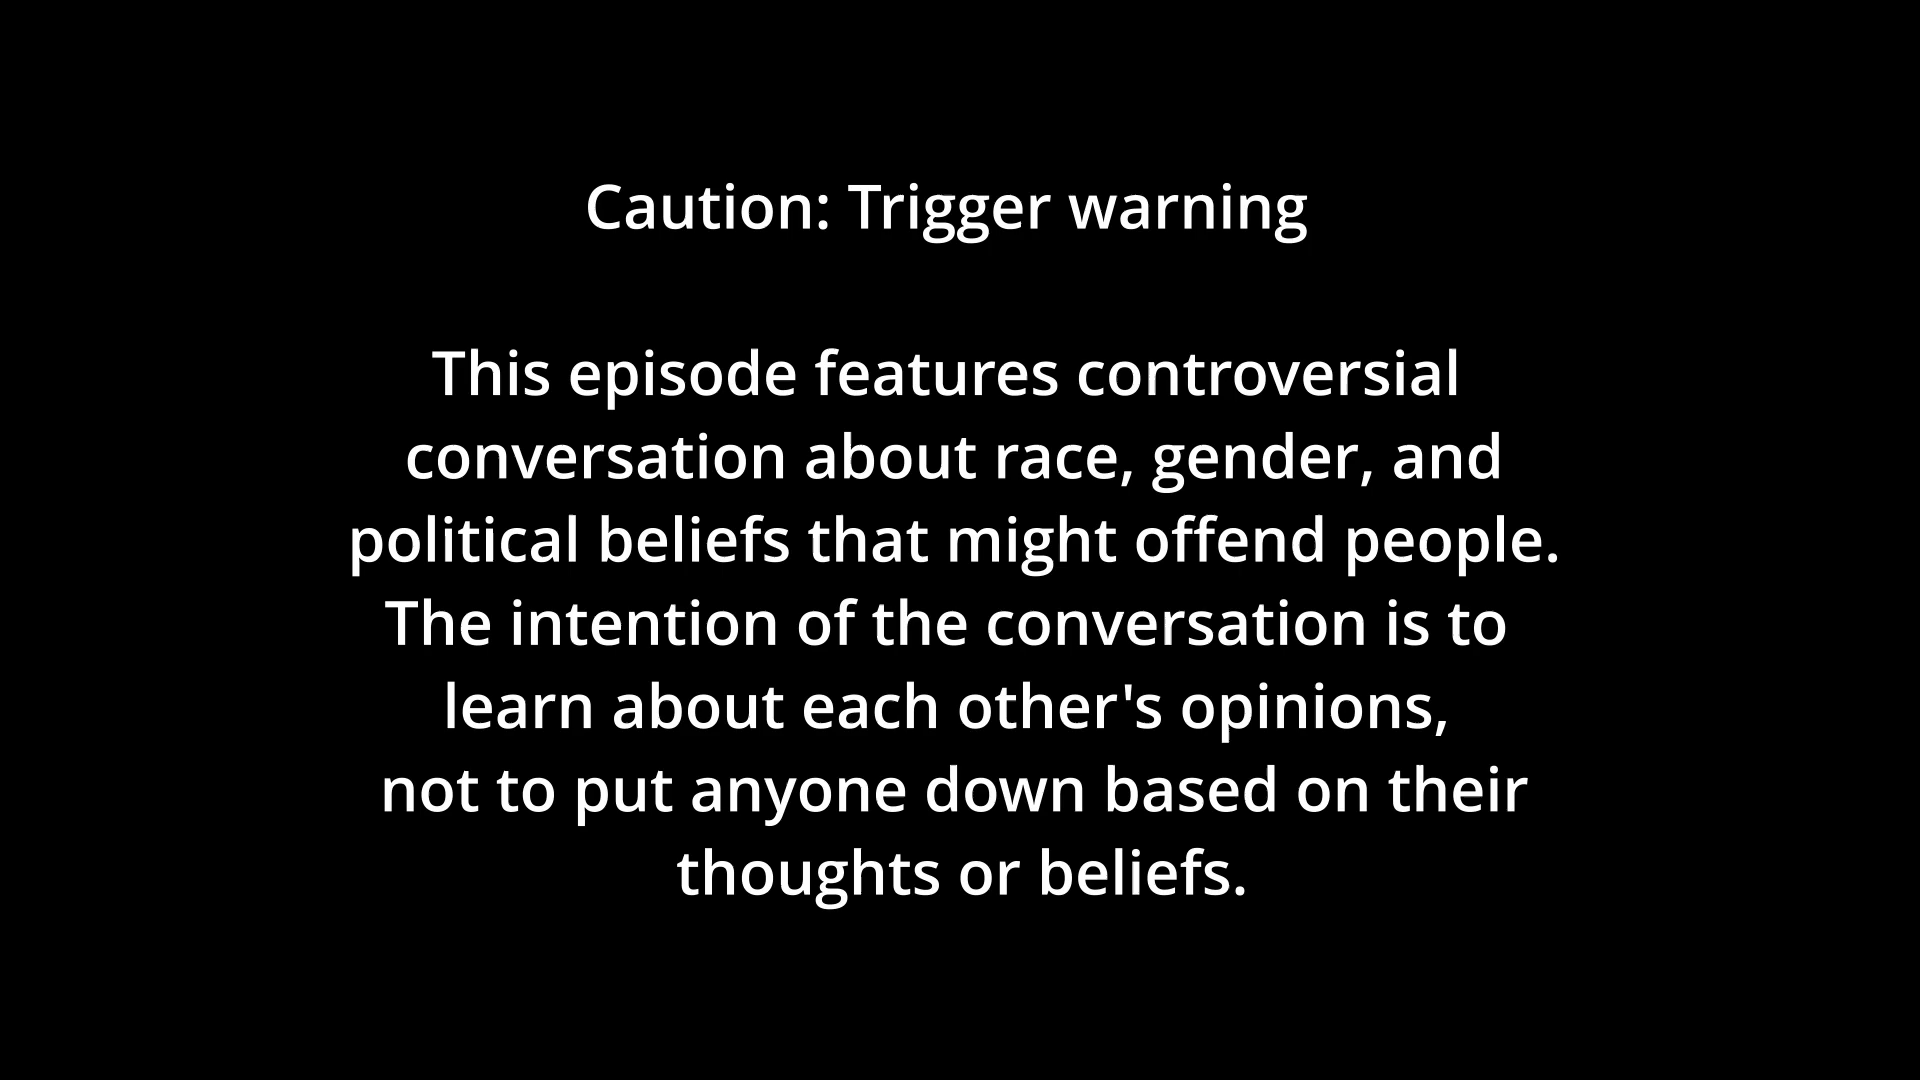 Caution: Trigger warning
This episode features controversial
conversation about race, gender, and
political beliefs that might offend people.
The intention of the conversation is to
learn about each other's opinions,
not to put anyone down based on their
thoughts or beliefs.